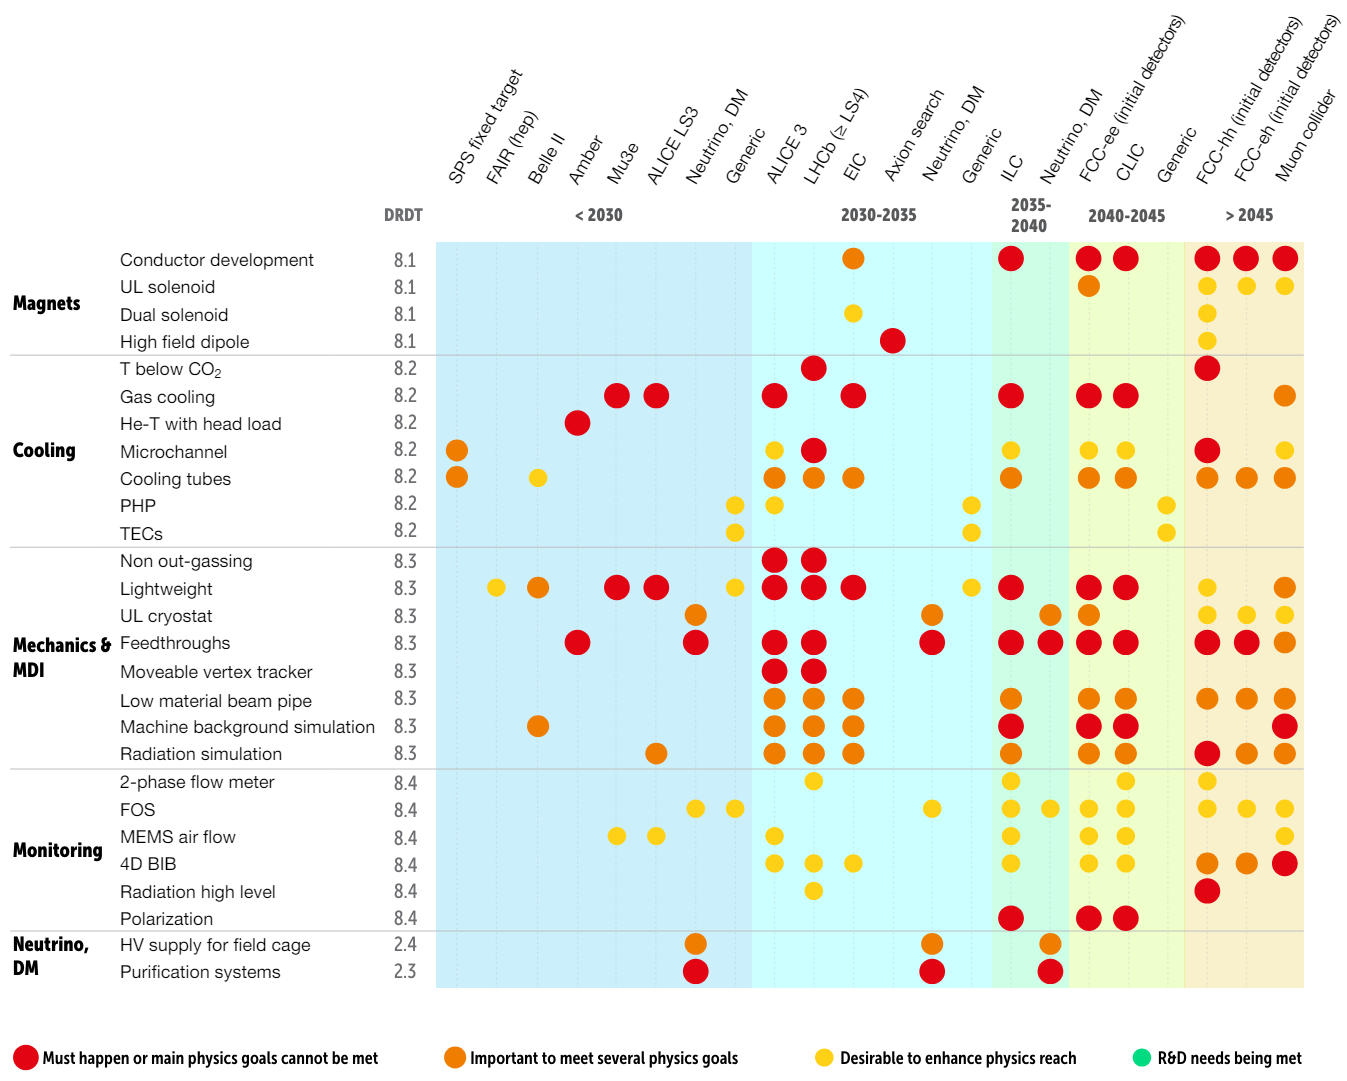 SPS fixed target
FAIR (hep)
Belle II
Amber
Mu3e
ALICE LS3
Neutrino, DM
Generic
ALICE 3
LHCb (≥ LS4)
EIC
Axion search
Neutrino, DM
Generic
ILC
Neutrino, DM
FCC-ee (initial detectors)
CLIC
Generic
FCC-hh (initial detectors)
FCC-eh (initial detectors)
Muon collider
DRDT < 2030 2030-2035 2035-2040 2040-2045 > 2045
Magnets
Conductor development 8.1
UL solenoid 8.1
Dual solenoid 8.1
High field dipole 8.1
Cooling
T below CO₂ 8.2
Gas cooling 8.2
He-T with head load 8.2
Microchannel 8.2
Cooling tubes 8.2
PHP 8.2
TECs 8.2
Mechanics & MDI
Non out-gassing 8.3
Lightweight 8.3
UL cryostat 8.3
Feedthroughs 8.3
Moveable vertex tracker 8.3
Low material beam pipe 8.3
Machine background simulation 8.3
Radiation simulation 8.3
Monitoring
2-phase flow meter 8.4
FOS 8.4
MEMS air flow 8.4
4D BIB 8.4
Radiation high level 8.4
Polarization 8.4
Neutrino, DM
HV supply for field cage 2.4
Purification systems 2.3
Must happen or main physics goals cannot be met
Important to meet several physics goals
Desirable to enhance physics reach
R&D needs being met